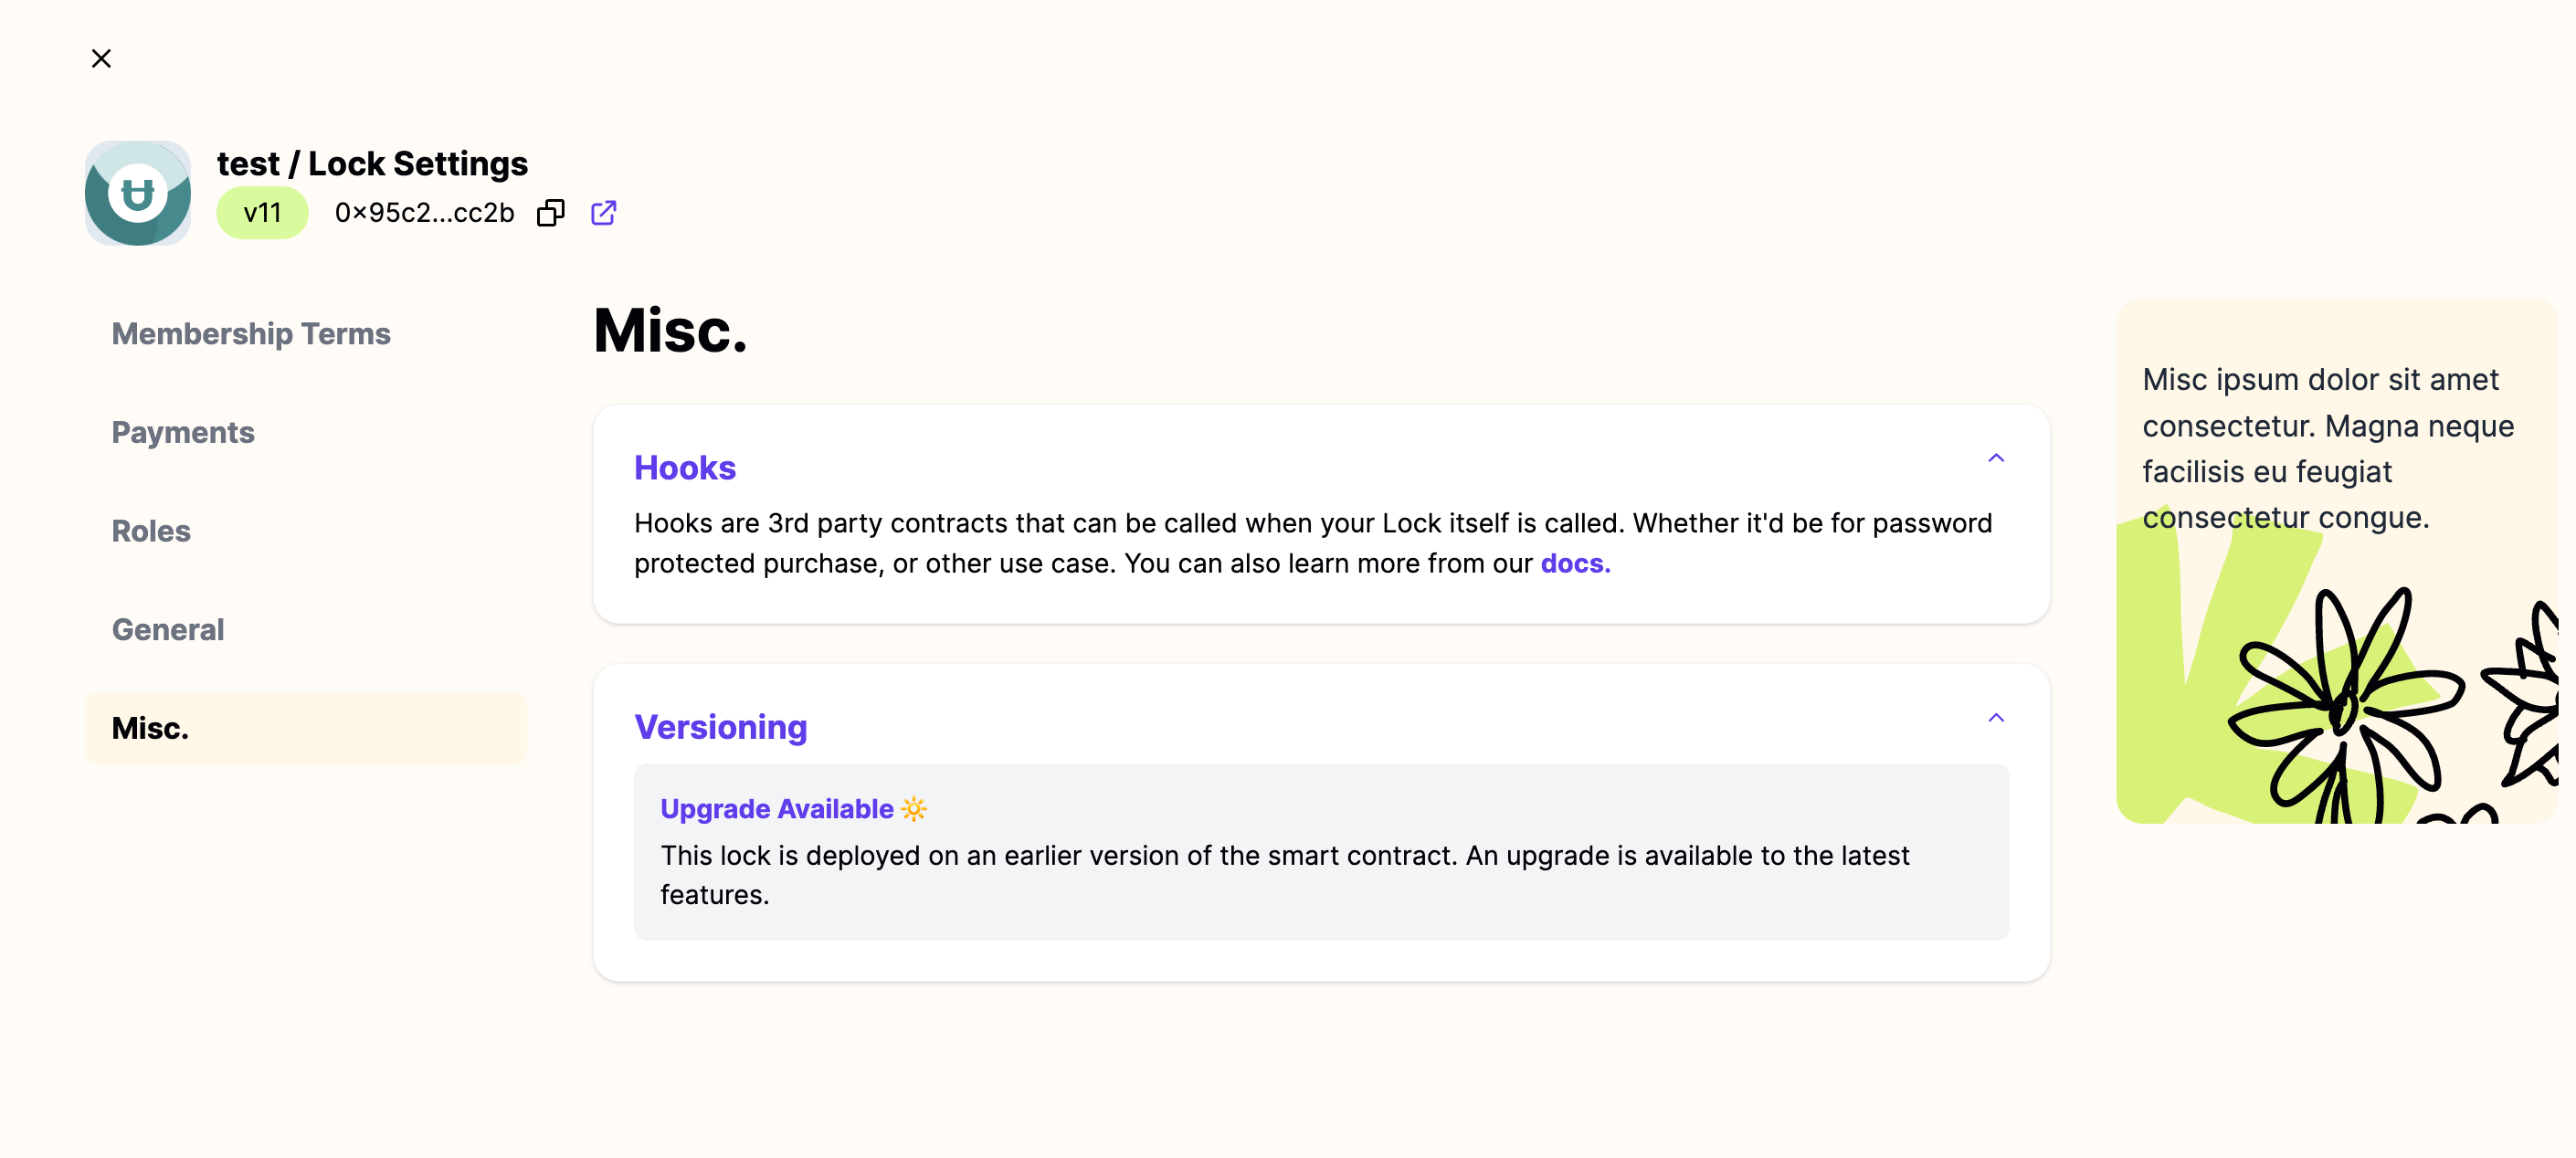 test / Lock Settings
v11
0x95c2...cc2b
Membership Terms
Payments
Roles
General
Misc.
Misc.
Hooks
Hooks are 3rd party contracts that can be called when your Lock itself is called. Whether it'd be for password
protected purchase, or other use case. You can also learn more from our docs.
Versioning
Upgrade Available
This lock is deployed on an earlier version of the smart contract. An upgrade is available to the latest
features.
Misc ipsum dolor sit amet
consectetur. Magna neque
facilisis eu feugiat
consectetur congue.